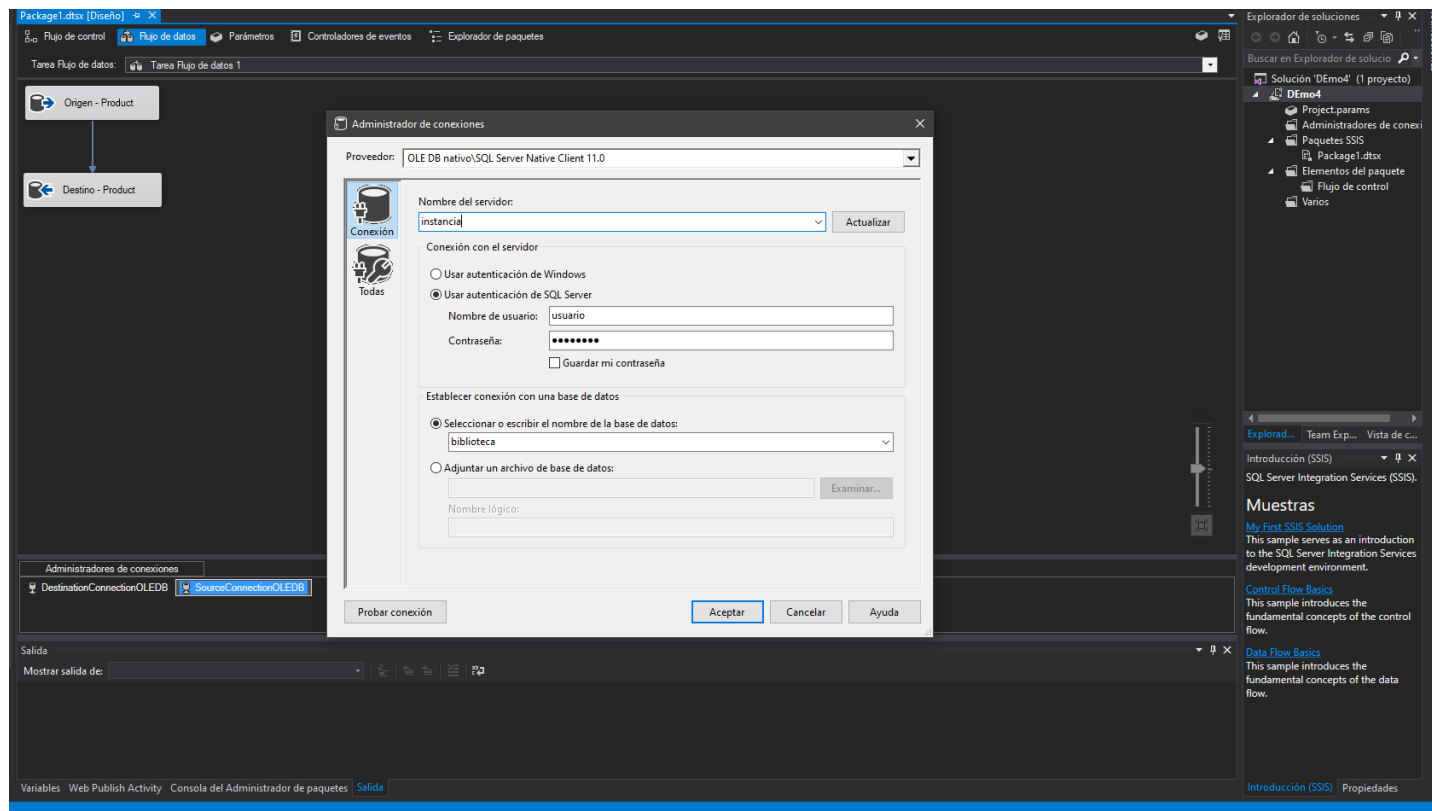 Package1.dtsx [Diseño]
Flujo de control Flujo de datos Parámetros Controladores de eventos Explorador de paquetes
Tarea Flujo de datos: Tarea Flujo de datos 1
Origen - Product
Destino - Product
Administrador de conexiones
Proveedor: OLE DB nativo\SQL Server Native Client 11.0
Conexión
Todas
Nombre del servidor:
instancia Actualizar
Conexión con el servidor
Usar autenticación de Windows
Usar autenticación de SQL Server
Nombre de usuario: usuario
Contraseña: ●●●●●●●●
Guardar mi contraseña
Establecer conexión con una base de datos
Seleccionar o escribir el nombre de la base de datos:
biblioteca
Adjuntar un archivo de base de datos:
Examinar...
Nombre lógico:
Probar conexión Aceptar Cancelar Ayuda
Administradores de conexiones
DestinationConnectionOLEDB SourceConnectionOLEDB
Salida
Mostrar salida de:
Variables Web Publish Activity Consola del Administrador de paquetes Salida
Explorador de soluciones
Buscar en Explorador de solucio
Solución 'DEmo4' (1 proyecto)
DEmo4
Project.params
Administradores de conexi
Paquetes SSIS
Package1.dtsx
Elementos del paquete
Flujo de control
Varios
Explorad... Team Exp... Vista de c...
Introducción (SSIS)
SQL Server Integration Services (SSIS).
Muestras
My First SSIS Solution
This sample serves as an introduction
to the SQL Server Integration Services
development environment.
Control Flow Basics
This sample introduces the
fundamental concepts of the control
flow.
Data Flow Basics
This sample introduces the
fundamental concepts of the data
flow.
Introducción (SSIS) Propiedades